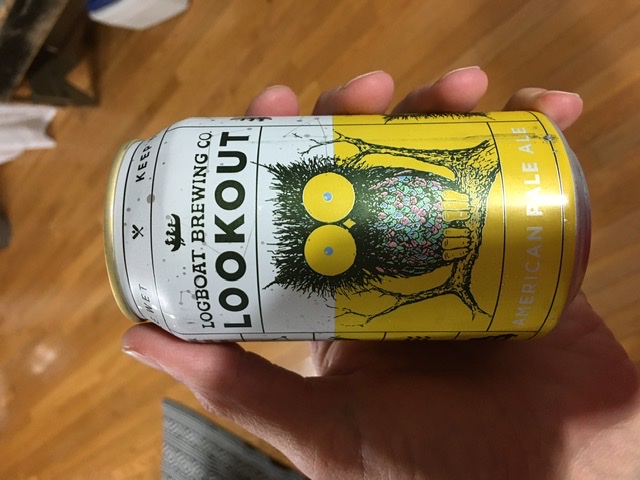 KEEP
LOGBOAT BREWING CO.
LOOKOUT
AMERICAN PALE ALE